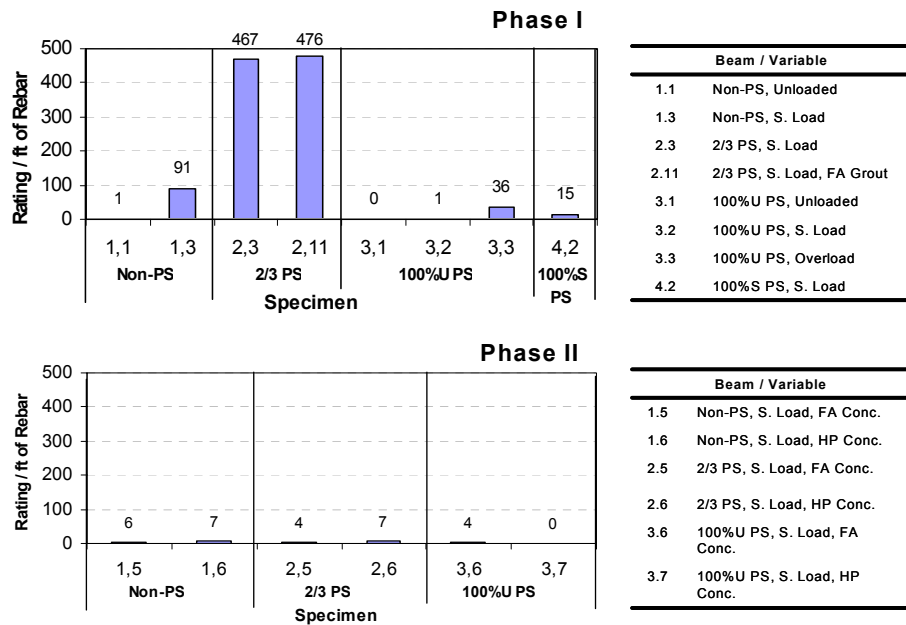 Phase I
Rating / ft of Rebar
500
400
300
200
100
0
1
91
467
476
0
1
36
15
1,1 1,3 2,3 2,11 3,1 3,2 3,3 4,2
Non-PS 2/3 PS 100%U PS 100%S PS
Specimen
Beam / Variable
1.1 Non-PS, Unloaded
1.3 Non-PS, S. Load
2.3 2/3 PS, S. Load
2.11 2/3 PS, S. Load, FA Grout
3.1 100%U PS, Unloaded
3.2 100%U PS, S. Load
3.3 100%U PS, Overload
4.2 100%S PS, S. Load
Phase II
Rating / ft of Rebar
500
400
300
200
100
0
6
7
4
7
4
0
1,5 1,6 2,5 2,6 3,6 3,7
Non-PS 2/3 PS 100%U PS
Specimen
Beam / Variable
1.5 Non-PS, S. Load, FA Conc.
1.6 Non-PS, S. Load, HP Conc.
2.5 2/3 PS, S. Load, FA Conc.
2.6 2/3 PS, S. Load, HP Conc.
3.6 100%U PS, S. Load, FA
Conc.
3.7 100%U PS, S. Load, HP
Conc.